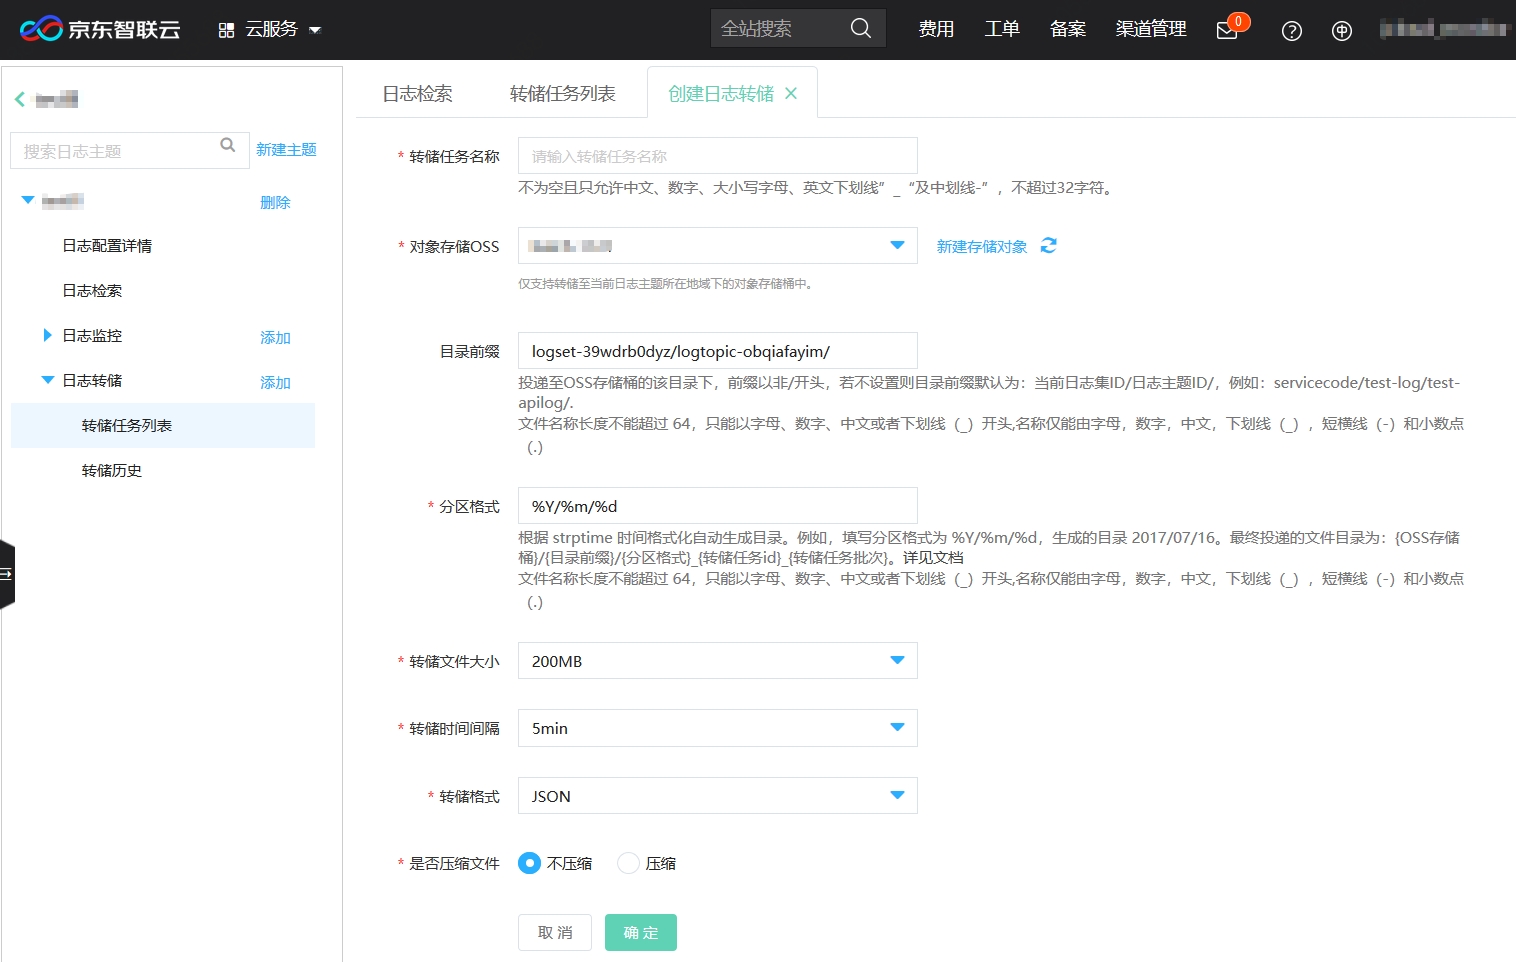 京东智联云
云服务
全站搜索
费用
工单
备案
渠道管理
0
搜索日志主题
新建主题
删除
日志配置详情
日志检索
日志监控
添加
日志转储
添加
转储任务列表
转储历史
日志检索
转储任务列表
创建日志转储
* 转储任务名称
请输入转储任务名称
不为空且只允许中文、数字、大小写字母、英文下划线”_“及中划线-”，不超过32字符。
* 对象存储OSS
新建存储对象
仅支持转储至当前日志主题所在地域下的对象存储桶中。
目录前缀
logset-39wdrb0dyz/logtopic-obqiafayim/
投递至OSS存储桶的该目录下，前缀以非/开头，若不设置则目录前缀默认为：当前日志集ID/日志主题ID/，例如：servicecode/test-log/test-
apilog/.
文件名称长度不能超过 64，只能以字母、数字、中文或者下划线（_）开头,名称仅能由字母，数字，中文，下划线（_），短横线（-）和小数点
（.）
* 分区格式
%Y/%m/%d
根据 strptime 时间格式化自动生成目录。例如，填写分区格式为 %Y/%m/%d，生成的目录 2017/07/16。最终投递的文件目录为：{OSS存储
桶}/{目录前缀}/{分区格式}_{转储任务id}_{转储任务批次}。详见文档
文件名称长度不能超过 64，只能以字母、数字、中文或者下划线（_）开头,名称仅能由字母，数字，中文，下划线（_），短横线（-）和小数点
（.）
* 转储文件大小
200MB
* 转储时间间隔
5min
* 转储格式
JSON
* 是否压缩文件
不压缩
压缩
取 消
确 定